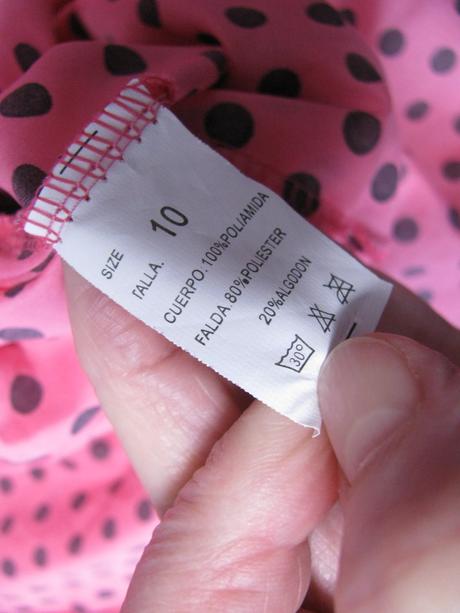 SIZE
TALLA. 10
CUERPO. 100%POLIAMIDA
FALDA.80%POLIESTER
20%ALGODON
30°